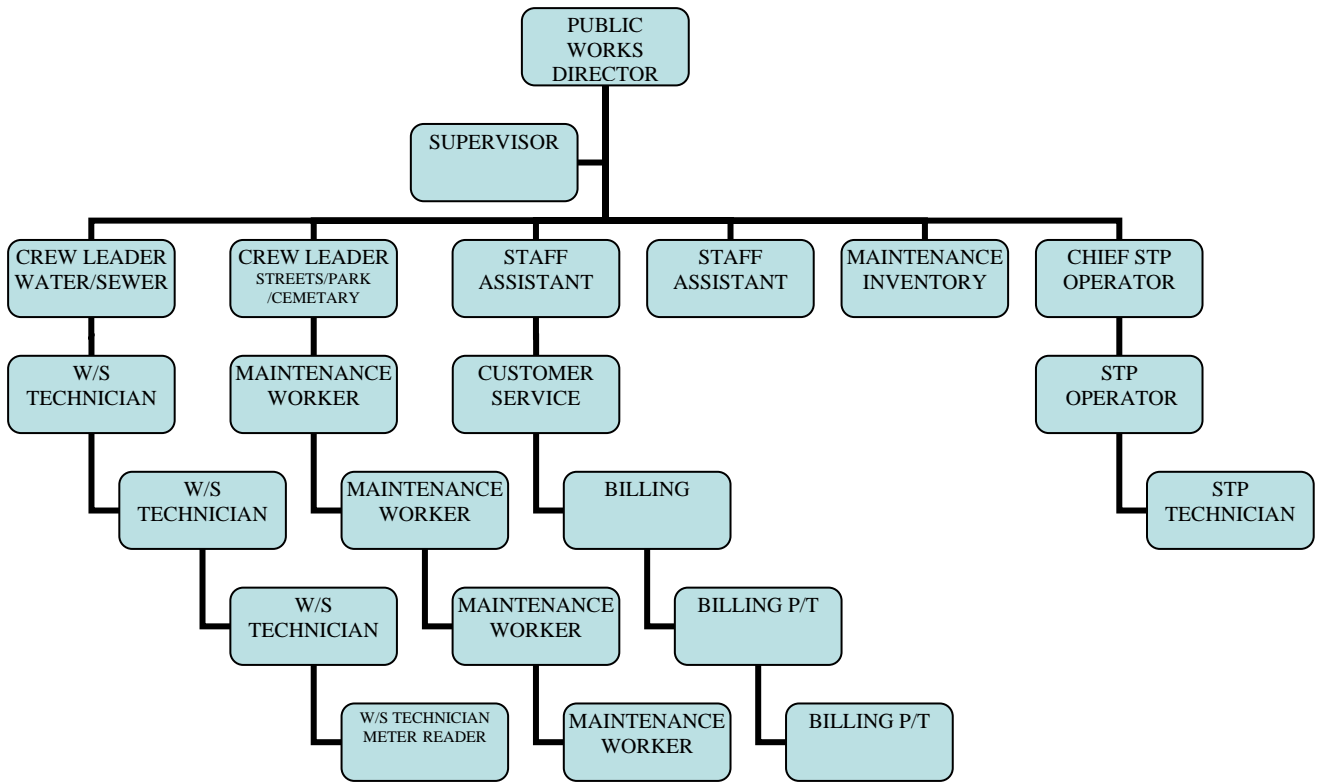 PUBLIC
WORKS
DIRECTOR
SUPERVISOR
CREW LEADER
WATER/SEWER
CREW LEADER
STREETS/PARK
/CEMETARY
STAFF
ASSISTANT
STAFF
ASSISTANT
MAINTENANCE
INVENTORY
CHIEF STP
OPERATOR
W/S
TECHNICIAN
MAINTENANCE
WORKER
CUSTOMER
SERVICE
STP
OPERATOR
W/S
TECHNICIAN
MAINTENANCE
WORKER
BILLING
STP
TECHNICIAN
W/S
TECHNICIAN
MAINTENANCE
WORKER
BILLING P/T
W/S TECHNICIAN
METER READER
MAINTENANCE
WORKER
BILLING P/T